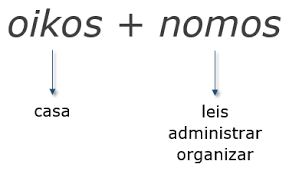 oikos + nomos
casa
leis
administrar
organizar